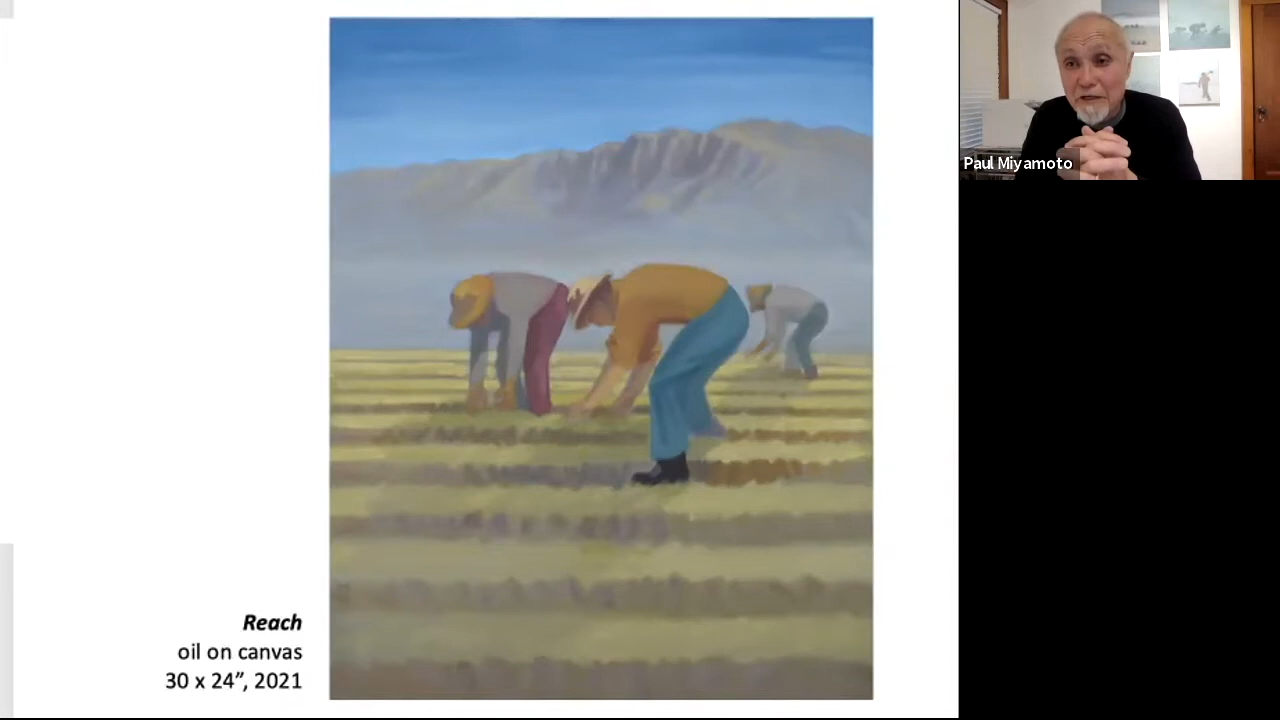 Paul Miyamoto
Reach
oil on canvas
30 x 24”, 2021